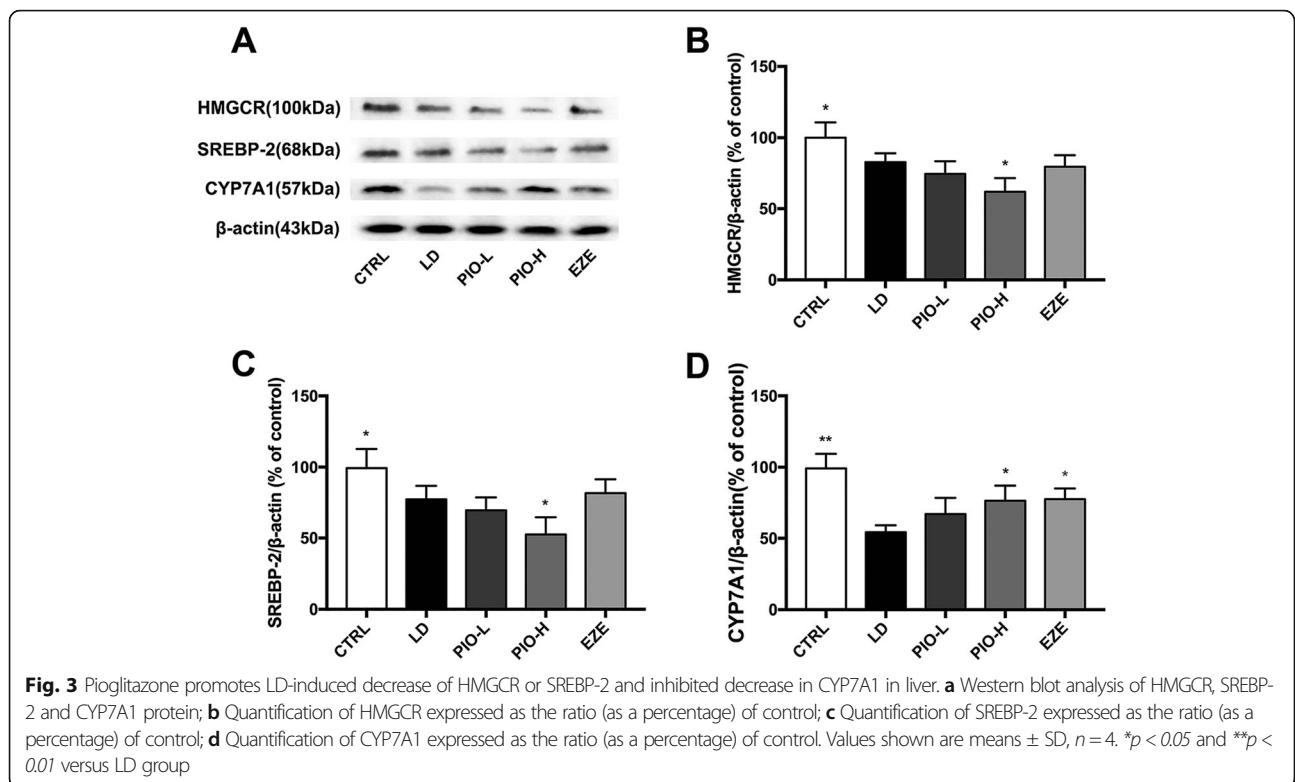 A
HMGCR(100kDa)
SREBP-2(68kDa)
CYP7A1(57kDa)
β-actin(43kDa)
CTRL
LD
PIO-L
PIO-H
EZE
B
HMGCR/β-actin (% of control)
150
100
50
0
*
*
CTRL
LD
PIO-L
PIO-H
EZE
C
SREBP-2/β-actin (% of control)
150
100
50
0
*
*
CTRL
LD
PIO-L
PIO-H
EZE
D
CYP7A1/β-actin(% of control)
150
100
50
0
**
*
*
CTRL
LD
PIO-L
PIO-H
EZE
Fig. 3 Pioglitazone promotes LD-induced decrease of HMGCR or SREBP-2 and inhibited decrease in CYP7A1 in liver. a Western blot analysis of HMGCR, SREBP-
2 and CYP7A1 protein; b Quantification of HMGCR expressed as the ratio (as a percentage) of control; c Quantification of SREBP-2 expressed as the ratio (as a
percentage) of control; d Quantification of CYP7A1 expressed as the ratio (as a percentage) of control. Values shown are means ± SD, n = 4. *p < 0.05 and **p <
0.01 versus LD group